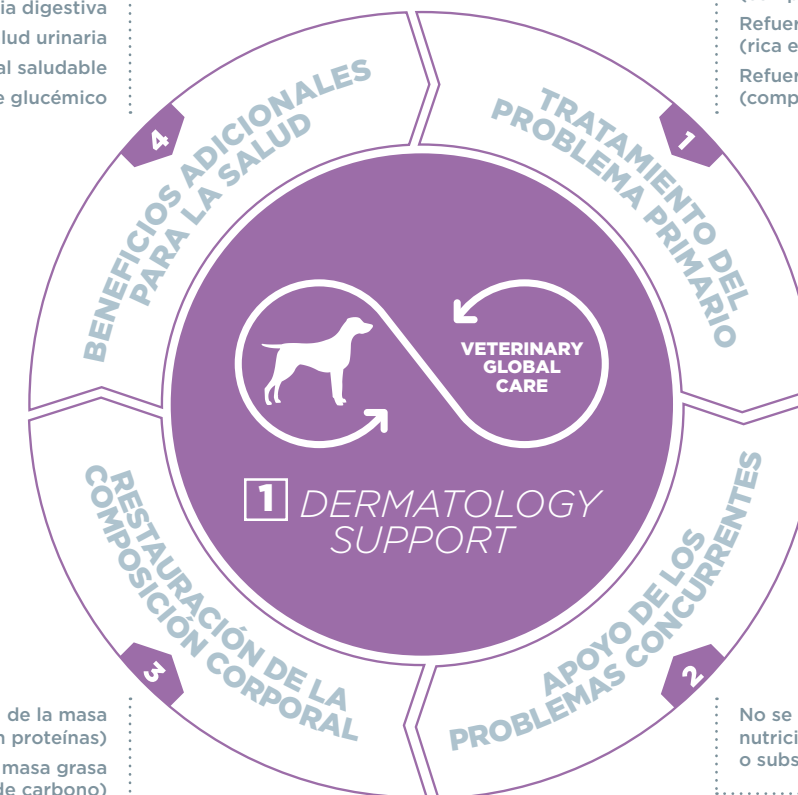 ia digestiva
lud urinaria
al saludable
e glucémico
Refuer
(rica e
Refuer
(comp
4
BENEFICIOS ADICIONALES
PARA LA SALUD
1
TRATAMIENTO DEL
PROBLEMA PRIMARIO
VETERINARY
GLOBAL
CARE
1 DERMATOLOGY
SUPPORT
3
RESTAURACIÓN DE LA
COMPOSICIÓN CORPORAL
2
APOYO DE LOS
PROBLEMAS CONCURRENTES
de la masa
n proteínas)
masa grasa
de carbono)
No se
nutrici
o subs